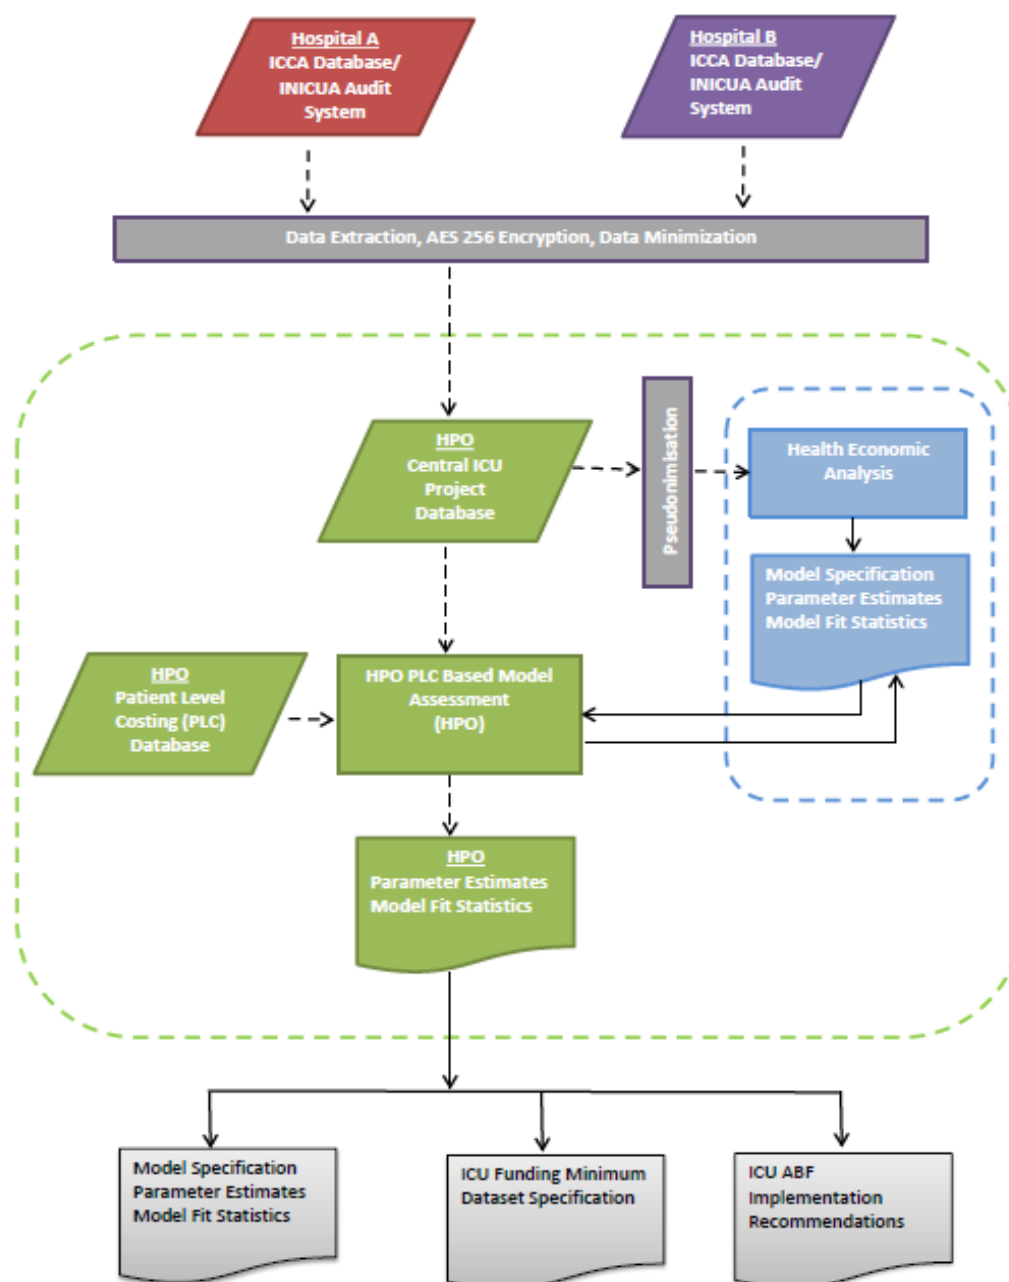 Hospital A
ICCA Database/
INICUA Audit
System
Hospital B
ICCA Database/
INICUA Audit
System
Data Extraction, AES 256 Encryption, Data Minimization
HPO
Central ICU
Project
Database
Pseudonimisation
Health Economic
Analysis
Model Specification
Parameter Estimates
Model Fit Statistics
HPO
Patient Level
Costing (PLC)
Database
HPO PLC Based Model
Assessment
(HPO)
HPO
Parameter Estimates
Model Fit Statistics
Model Specification
Parameter Estimates
Model Fit Statistics
ICU Funding Minimum
Dataset Specification
ICU ABF
Implementation
Recommendations